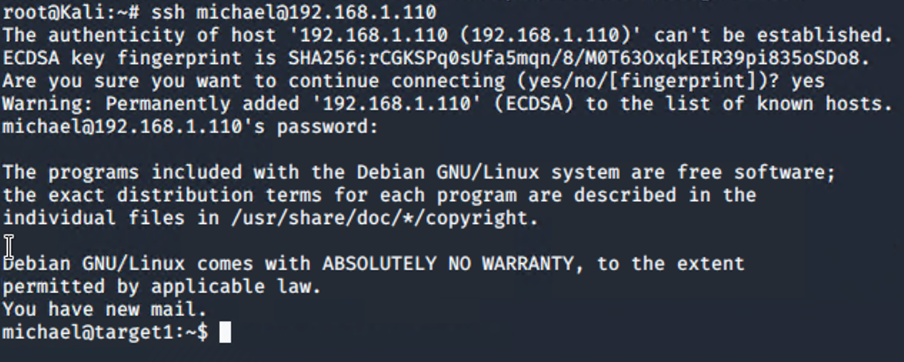 root@Kali:~# ssh michael@192.168.1.110
The authenticity of host '192.168.1.110 (192.168.1.110)' can't be established.
ECDSA key fingerprint is SHA256:rCGKSPq0sUfa5mqn/8/M0T63OxqkEIR39pi835oSDo8.
Are you sure you want to continue connecting (yes/no/[fingerprint])? yes
Warning: Permanently added '192.168.1.110' (ECDSA) to the list of known hosts.
michael@192.168.1.110's password:
The programs included with the Debian GNU/Linux system are free software;
the exact distribution terms for each program are described in the
individual files in /usr/share/doc/*/copyright.
Debian GNU/Linux comes with ABSOLUTELY NO WARRANTY, to the extent
permitted by applicable law.
You have new mail.
michael@target1:~$